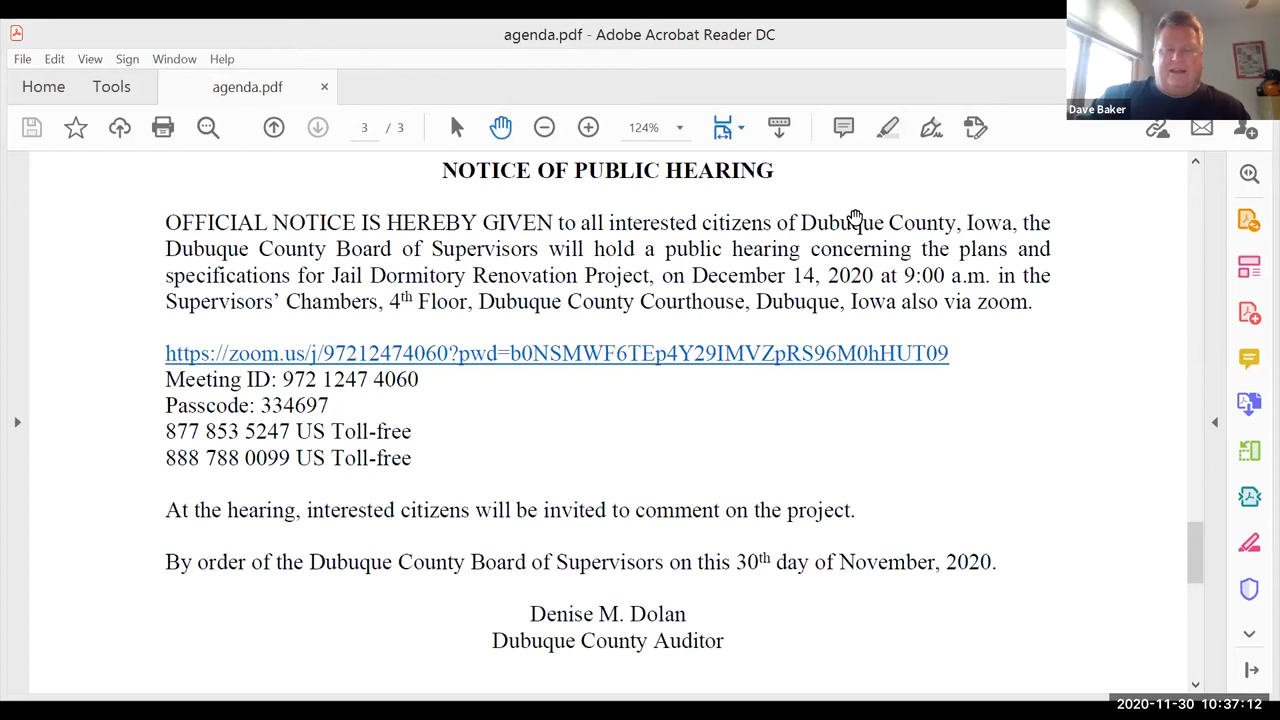 agenda.pdf - Adobe Acrobat Reader DC
File Edit View Sign Window Help
Home Tools agenda.pdf ×
3 / 3 124%
Dave Baker
NOTICE OF PUBLIC HEARING
OFFICIAL NOTICE IS HEREBY GIVEN to all interested citizens of Dubuque County, Iowa, the
Dubuque County Board of Supervisors will hold a public hearing concerning the plans and
specifications for Jail Dormitory Renovation Project, on December 14, 2020 at 9:00 a.m. in the
Supervisors’ Chambers, 4th Floor, Dubuque County Courthouse, Dubuque, Iowa also via zoom.
https://zoom.us/j/97212474060?pwd=b0NSMWF6TEp4Y29IMVZpRS96M0hHUT09
Meeting ID: 972 1247 4060
Passcode: 334697
877 853 5247 US Toll-free
888 788 0099 US Toll-free
At the hearing, interested citizens will be invited to comment on the project.
By order of the Dubuque County Board of Supervisors on this 30th day of November, 2020.
Denise M. Dolan
Dubuque County Auditor
2020-11-30 10:37:12